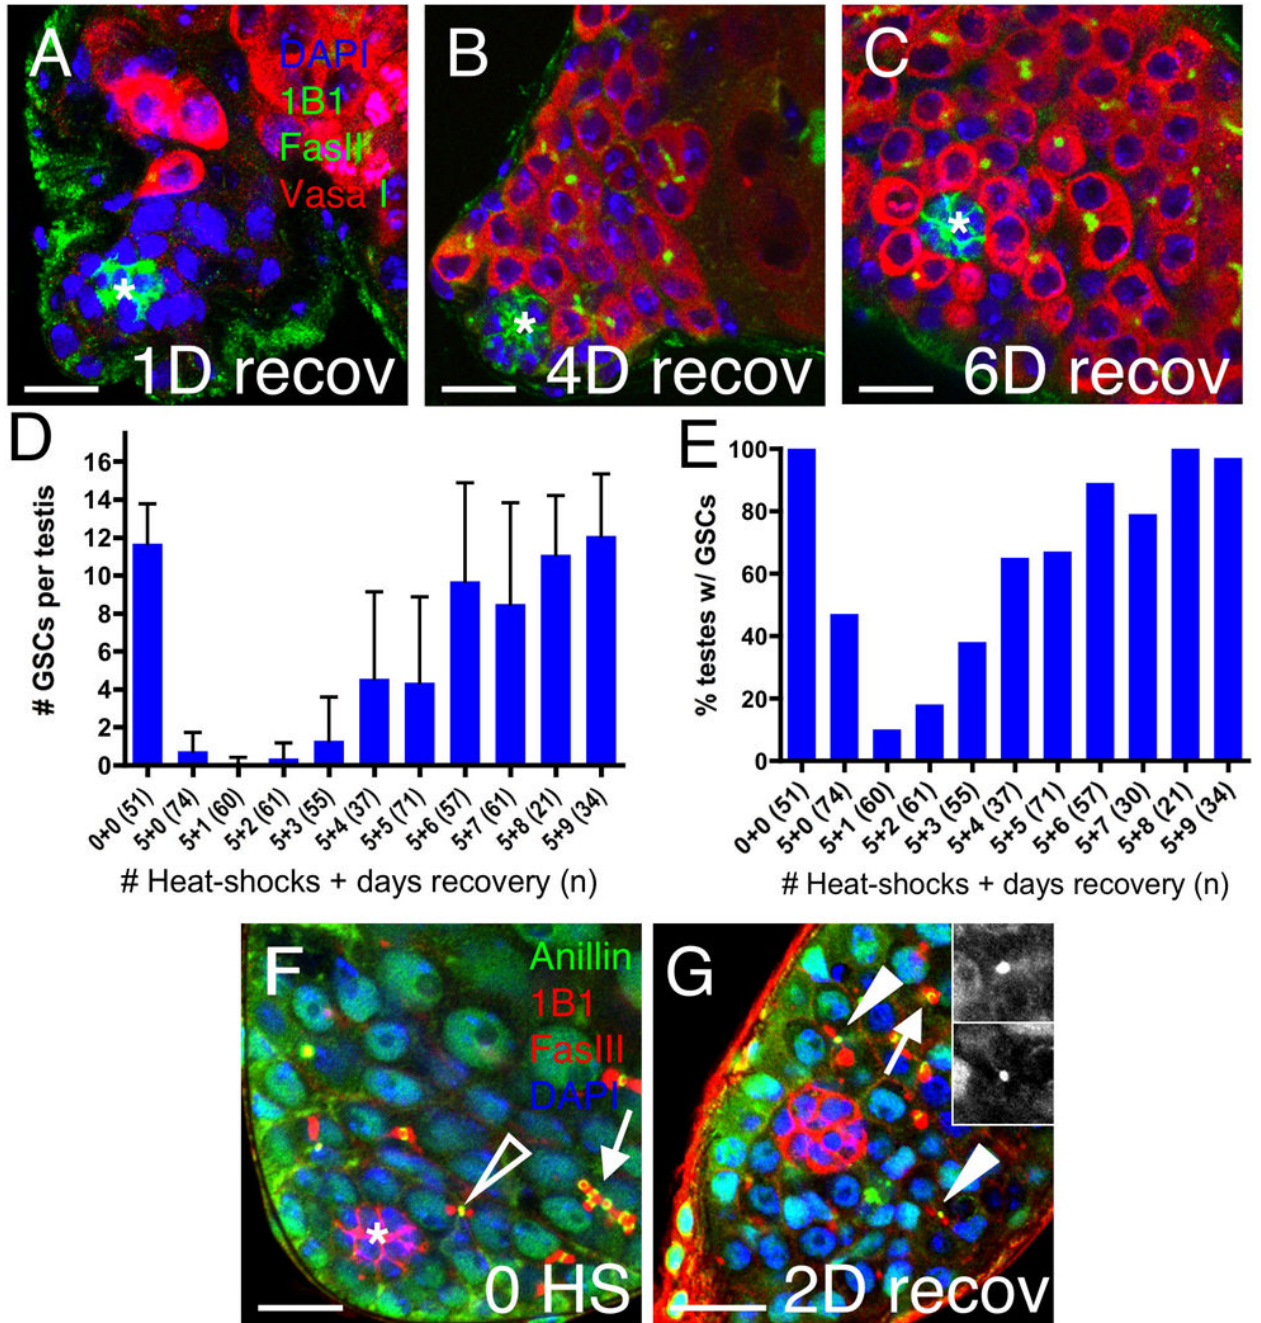 A
DAPI
1B1
FasII
Vasa I
*
1D recov
B
*
4D recov
C
*
6D recov
D
# GSCs per testis
16
14
12
10
8
6
4
2
0
0+0 (51)
5+0 (74)
5+1 (60)
5+2 (61)
5+3 (55)
5+4 (37)
5+5 (71)
5+6 (57)
5+7 (61)
5+8 (21)
5+9 (34)
# Heat-shocks + days recovery (n)
E
% testes w/ GSCs
100
80
60
40
20
0
0+0 (51)
5+0 (74)
5+1 (60)
5+2 (61)
5+3 (55)
5+4 (37)
5+5 (71)
5+6 (57)
5+7 (30)
5+8 (21)
5+9 (34)
# Heat-shocks + days recovery (n)
F
Anillin
1B1
FasIII
DAPI
*
0 HS
G
2D recov